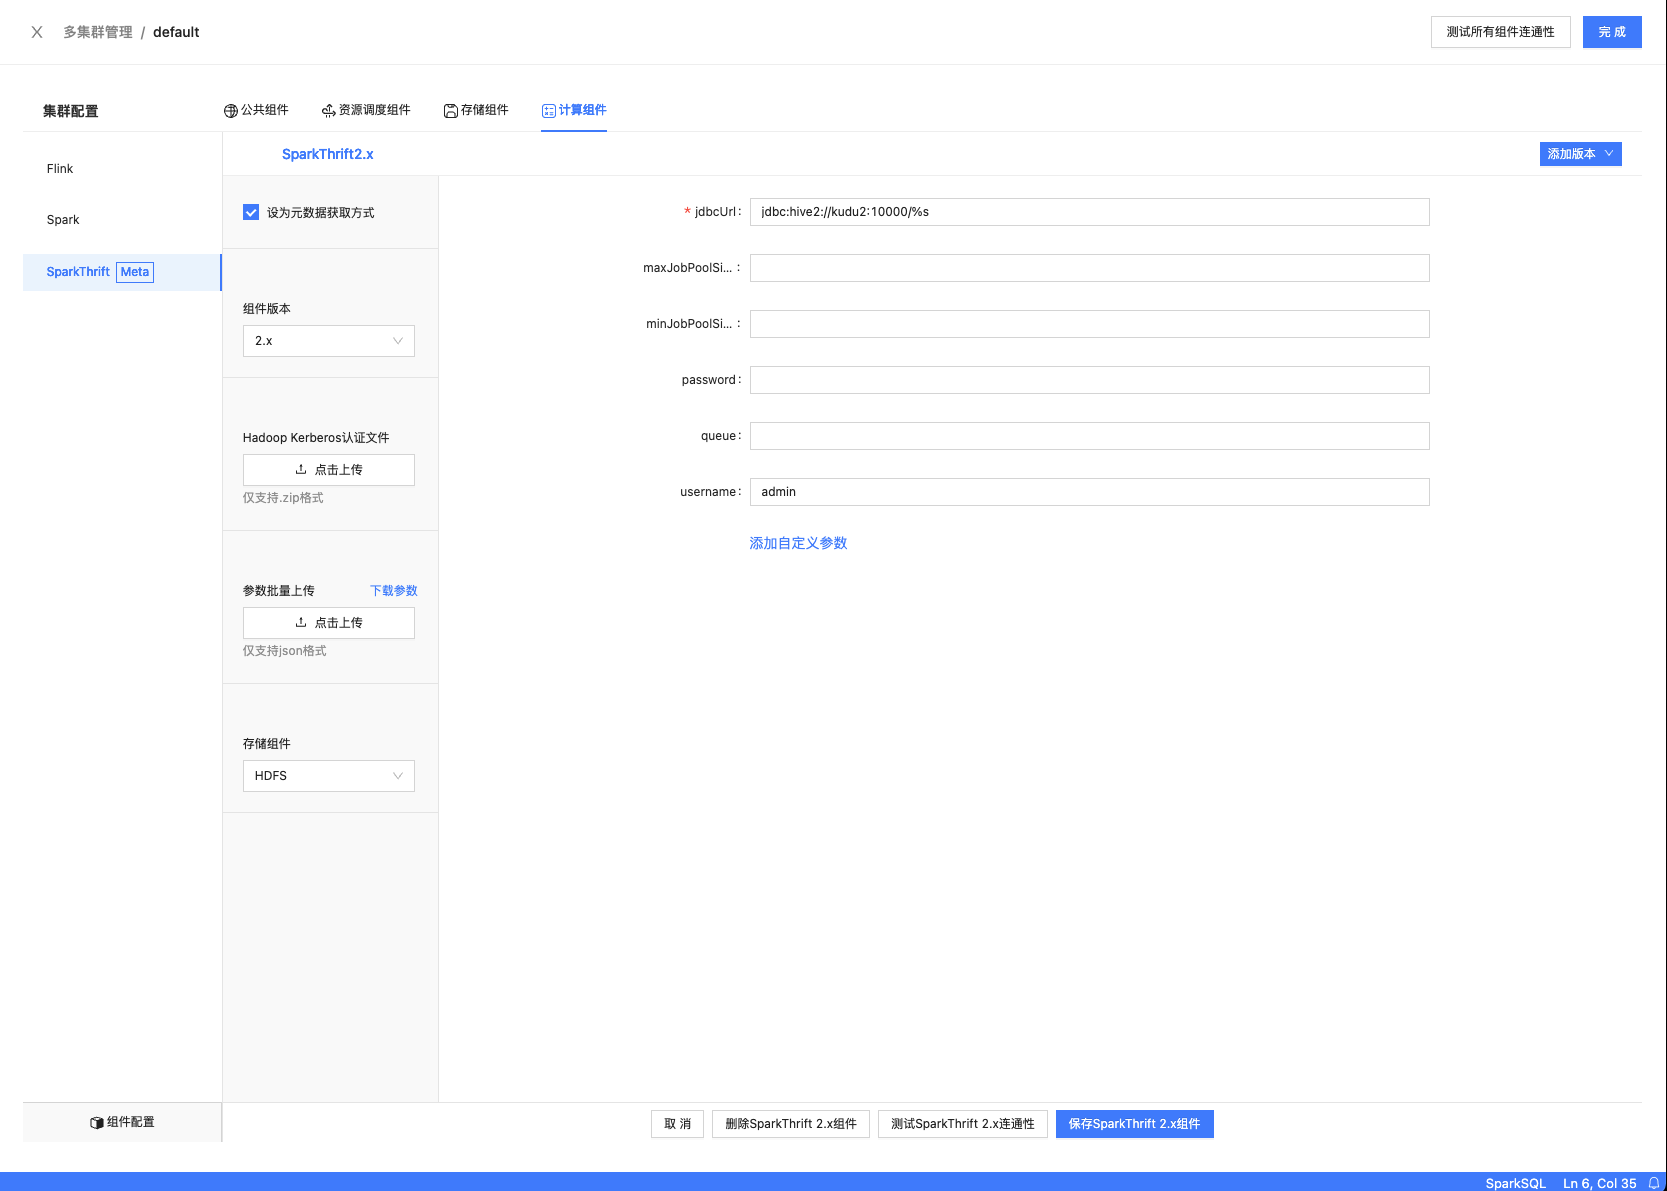 多集群管理 / default
测试所有组件连通性
完 成
集群配置
公共组件
资源调度组件
存储组件
计算组件
Flink
Spark
SparkThrift Meta
SparkThrift2.x
添加版本
设为元数据获取方式
组件版本
2.x
Hadoop Kerberos认证文件
点击上传
仅支持.zip格式
参数批量上传 下载参数
点击上传
仅支持json格式
存储组件
HDFS
* jdbcUrl : jdbc:hive2://kudu2:10000/%s
maxJobPoolSi... :
minJobPoolSi... :
password :
queue :
username : admin
添加自定义参数
组件配置
取 消
删除SparkThrift 2.x组件
测试SparkThrift 2.x连通性
保存SparkThrift 2.x组件
SparkSQL Ln 6, Col 35